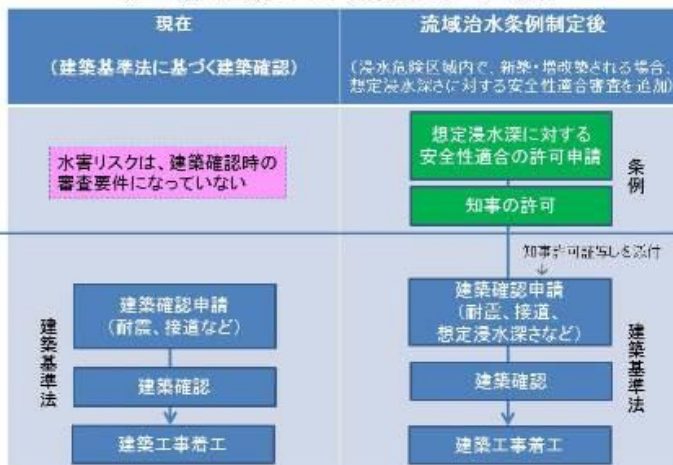 現在
(建築基準法に基づく建築確認)
流域治水条例制定後
(浸水危険区域内で、新築・増改築される場合、
想定浸水深さに対する安全性適合審査を追加)
水害リスクは、建築確認時の
審査要件になっていない
想定浸水深に対する
安全性適合の許可申請
知事の許可
条例
知事許可証写しを添付
建築基準法
建築確認申請
(耐震、接道など)
建築確認
建築工事着工
建築確認申請
(耐震、接道、
想定浸水深さなど)
建築確認
建築工事着工
建築基準法